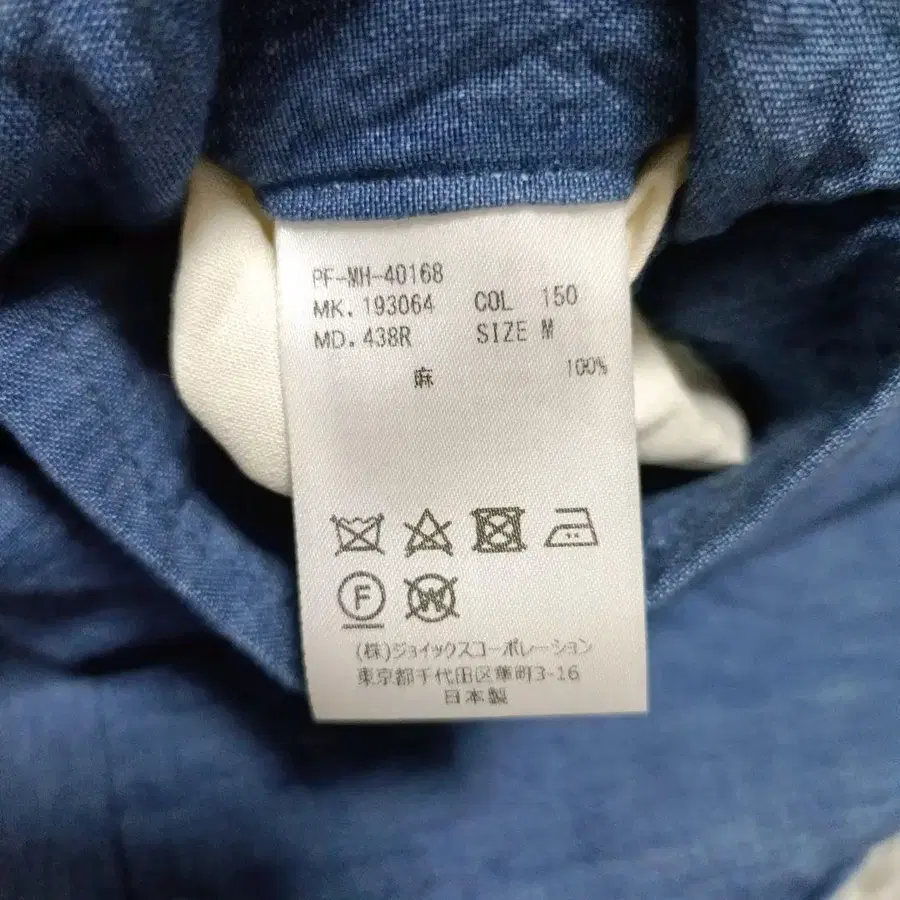 PF-MH-40168
MK. 193064 COL 150
MD. 438R SIZE M
麻 100%
F
W
(株)ジョイックスコーポレーション
東京都千代田区隼町3-16
日本製